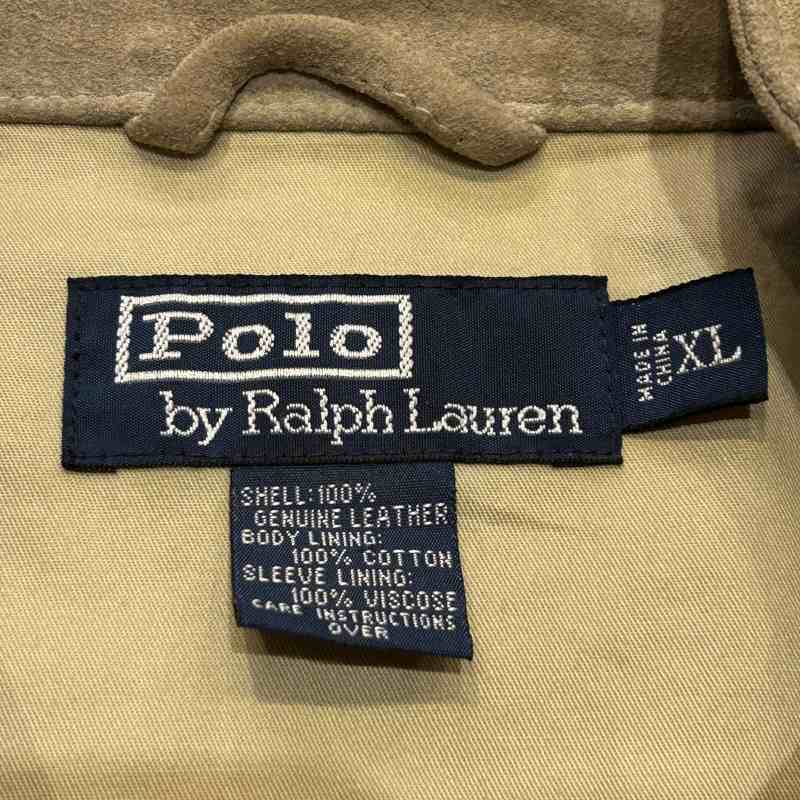 Polo
by Ralph Lauren
MADE IN
CHINA
XL
SHELL:100%
GENUINE LEATHER
BODY LINING:
100% COTTON
SLEEVE LINING:
100% VISCOSE
CARE INSTRUCTIONS
OVER